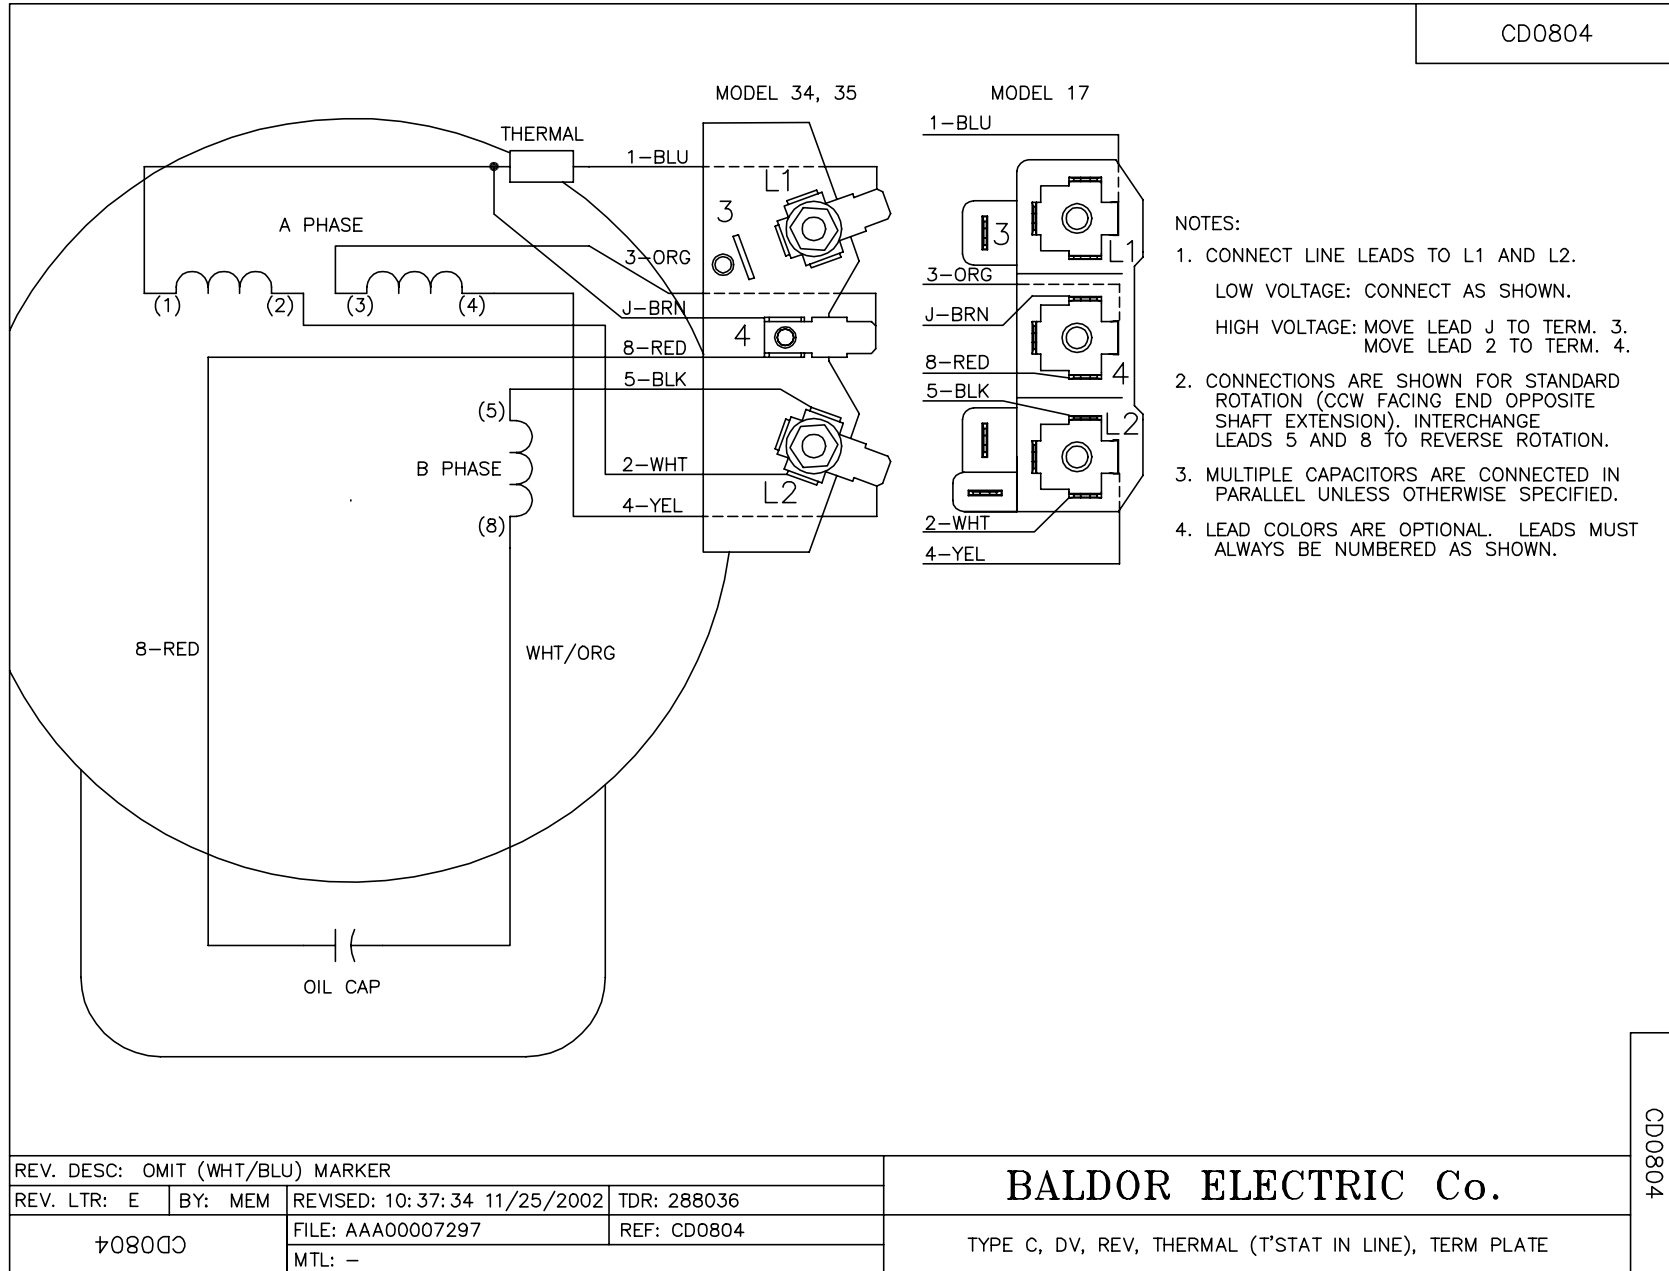 CD0804
MODEL 34, 35
MODEL 17
THERMAL
1-BLU
L1
3
A PHASE
3-ORG
(1)
(2)
(3)
(4)
J-BRN
4
8-RED
5-BLK
(5)
B PHASE
2-WHT
L2
4-YEL
(8)
8-RED
WHT/ORG
OIL CAP
1-BLU
3
L1
3-ORG
J-BRN
8-RED
4
5-BLK
L2
2-WHT
4-YEL
NOTES:
1. CONNECT LINE LEADS TO L1 AND L2.
LOW VOLTAGE: CONNECT AS SHOWN.
HIGH VOLTAGE: MOVE LEAD J TO TERM. 3.
MOVE LEAD 2 TO TERM. 4.
2. CONNECTIONS ARE SHOWN FOR STANDARD
ROTATION (CCW FACING END OPPOSITE
SHAFT EXTENSION). INTERCHANGE
LEADS 5 AND 8 TO REVERSE ROTATION.
3. MULTIPLE CAPACITORS ARE CONNECTED IN
PARALLEL UNLESS OTHERWISE SPECIFIED.
4. LEAD COLORS ARE OPTIONAL. LEADS MUST
ALWAYS BE NUMBERED AS SHOWN.
CD0804
REV. DESC: OMIT (WHT/BLU) MARKER
REV. LTR: E
BY: MEM
REVISED: 10:37:34 11/25/2002
TDR: 288036
CD0804
FILE: AAA00007297
REF: CD0804
MTL: -
BALDOR ELECTRIC Co.
TYPE C, DV, REV, THERMAL (T'STAT IN LINE), TERM PLATE